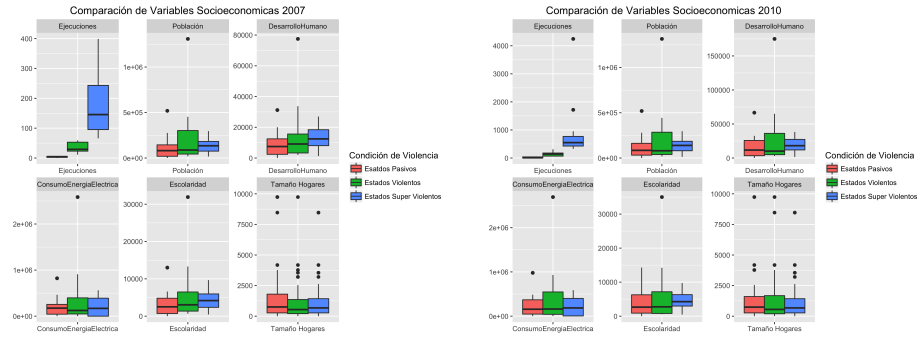 Comparación de Variables Socioeconomicas 2007
Ejecuciones
Población
DesarrolloHumano
400
300
200
100
0
1e+06
5e+05
0e+00
80000
60000
40000
20000
0
Ejecuciones
Población
DesarrolloHumano
ConsumoEnergiaElectrica
Escolaridad
Tamaño Hogares
2e+06
1e+06
0e+00
30000
20000
10000
0
10000
7500
5000
2500
0
ConsumoEnergiaElectrica
Escolaridad
Tamaño Hogares
Condición de Violencia
Esatdos Pasivos
Estados Violentos
Estados Super Violentos
Comparación de Variables Socioeconomicas 2010
Ejecuciones
Población
DesarrolloHumano
4000
3000
2000
1000
0
1e+06
5e+05
0e+00
150000
100000
50000
0
Ejecuciones
Población
DesarrolloHumano
ConsumoEnergiaElectrica
Escolaridad
Tamaño Hogares
2e+06
1e+06
0e+00
30000
20000
10000
0
10000
7500
5000
2500
0
ConsumoEnergiaElectrica
Escolaridad
Tamaño Hogares
Condición de Violencia
Esatdos Pasivos
Estados Violentos
Estados Super Violentos